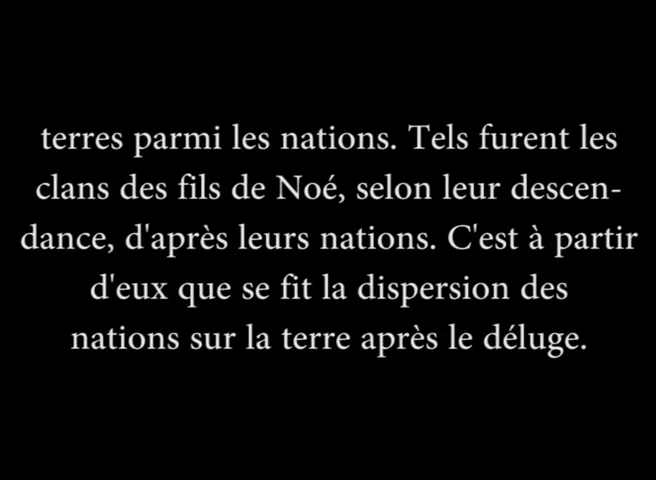 terres parmi les nations. Tels furent les
clans des fils de Noé, selon leur descen-
dance, d'après leurs nations. C'est à partir
d'eux que se fit la dispersion des
nations sur la terre après le déluge.